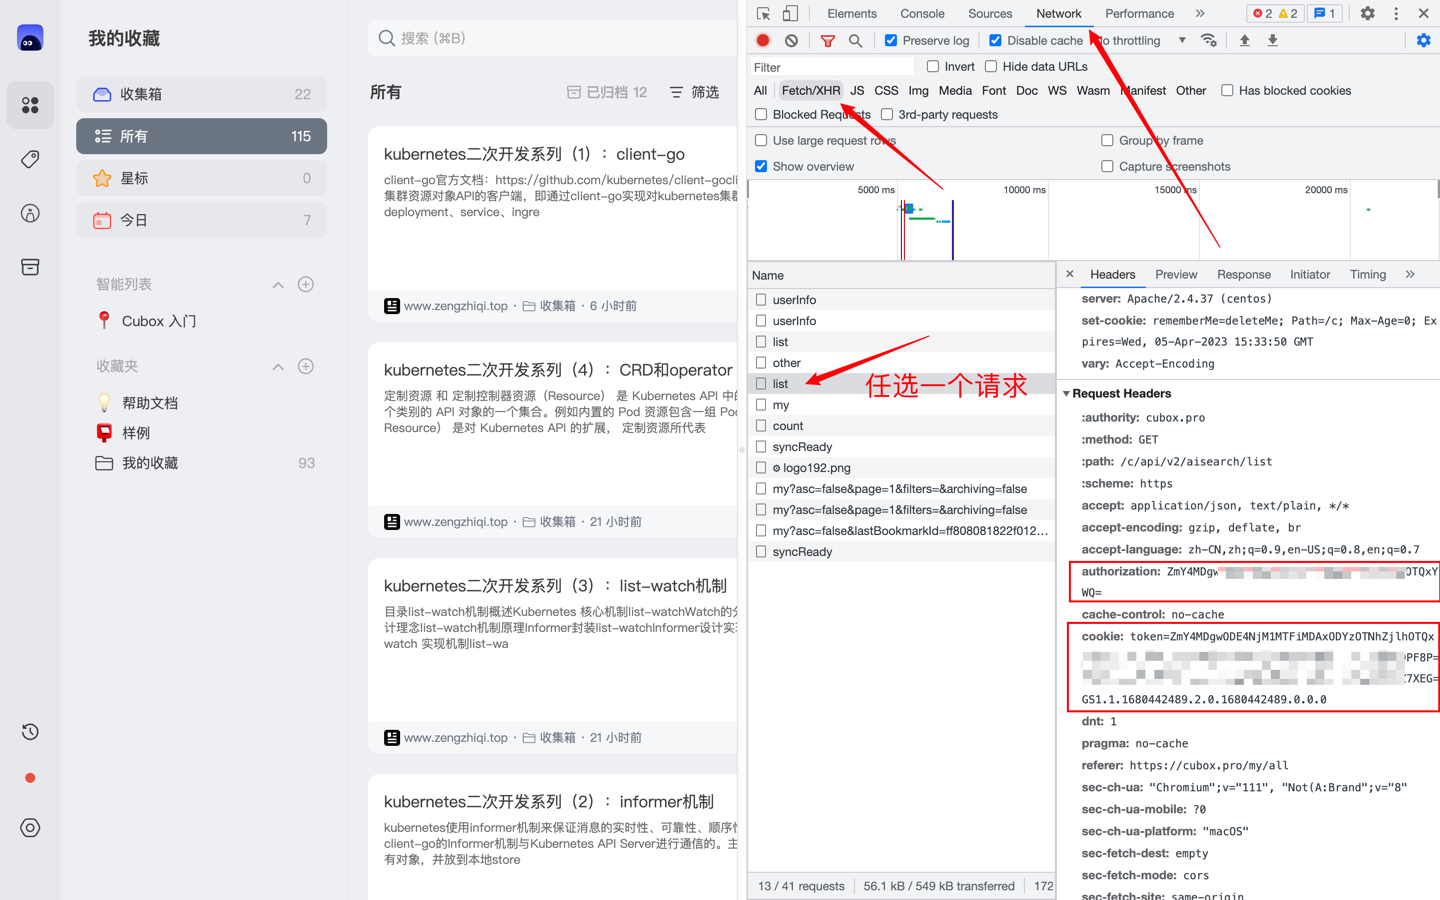 我的收藏
收集箱 22
所有 115
星标 0
今日 7
智能列表
Cubox 入门
收藏夹
帮助文档
样例
我的收藏 93
搜索 (⌘B)
所有
已归档 12
筛选
kubernetes二次开发系列（1）：client-go
client-go官方文档：https://github.com/kubernetes/client-gocli
集群资源对象API的客户端，即通过client-go实现对kubernetes集群
deployment、service、ingre
www.zengzhiqi.top · 收集箱 · 6 小时前
kubernetes二次开发系列（4）：CRD和operator
定制资源 和 定制控制器资源（Resource） 是 Kubernetes API 中的
个类别的 API 对象的一个集合。例如内置的 Pod 资源包含一组 Pod
Resource） 是对 Kubernetes API 的扩展， 定制资源所代表
www.zengzhiqi.top · 收集箱 · 21 小时前
kubernetes二次开发系列（3）：list-watch机制
目录list-watch机制概述Kubernetes 核心机制list-watchWatch的分
计理念list-watch机制原理Informer封装list-watchInformer设计实现
watch 实现机制list-wa
www.zengzhiqi.top · 收集箱 · 21 小时前
kubernetes二次开发系列（2）：informer机制
kubernetes使用informer机制来保证消息的实时性、可靠性、顺序性
client-go的Informer机制与Kubernetes API Server进行通信的。主
有对象，并放到本地store
Elements Console Sources Network Performance » 2 2 1
Preserve log Disable cache No throttling
Filter Invert Hide data URLs
All Fetch/XHR JS CSS Img Media Font Doc WS Wasm Manifest Other Has blocked cookies
Blocked Requests 3rd-party requests
Use large request rows Group by frame
Show overview Capture screenshots
5000 ms 10000 ms 15000 ms 20000 ms
Name
userInfo
userInfo
list
other
list
my
count
syncReady
logo192.png
my?asc=false&page=1&filters=&archiving=false
my?asc=false&page=1&filters=&archiving=false
my?asc=false&lastBookmarkId=ff808081822f012...
syncReady
任选一个请求
13 / 41 requests 56.1 kB / 549 kB transferred 172
× Headers Preview Response Initiator Timing »
server: Apache/2.4.37 (centos)
set-cookie: rememberMe=deleteMe; Path=/c; Max-Age=0; Ex
pires=Wed, 05-Apr-2023 15:33:50 GMT
vary: Accept-Encoding
Request Headers
:authority: cubox.pro
:method: GET
:path: /c/api/v2/aisearch/list
:scheme: https
accept: application/json, text/plain, */*
accept-encoding: gzip, deflate, br
accept-language: zh-CN,zh;q=0.9,en-US;q=0.8,en;q=0.7
authorization: ZmY4MDgw OTQxY
WQ=
cache-control: no-cache
cookie: token=ZmY4MDgwODE4NjM1MTFiMDAxODYzOTNhZjlhOTQx
PF8P=
7XEG=
GS1.1.1680442489.2.0.1680442489.0.0.0
dnt: 1
pragma: no-cache
referer: https://cubox.pro/my/all
sec-ch-ua: "Chromium";v="111", "Not(A:Brand";v="8"
sec-ch-ua-mobile: ?0
sec-ch-ua-platform: "macOS"
sec-fetch-dest: empty
sec-fetch-mode: cors
sec-fetch-site: same-origin